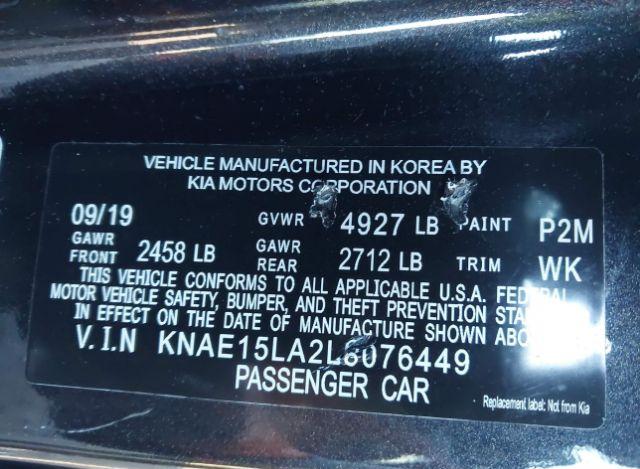 VEHICLE MANUFACTURED IN KOREA BY
KIA MOTORS CORPORATION
09/19 GVWR 4927 LB PAINT P2M
GAWR FRONT 2458 LB GAWR REAR 2712 LB TRIM WK
THIS VEHICLE CONFORMS TO ALL APPLICABLE U.S.A. FEDERAL
MOTOR VEHICLE SAFETY, BUMPER, AND THEFT PREVENTION
IN EFFECT ON THE DATE OF MANUFACTURE SHOWN
V.I.N KNAE15LA2L6076449
PASSENGER CAR
Replacement label: Not from Kia